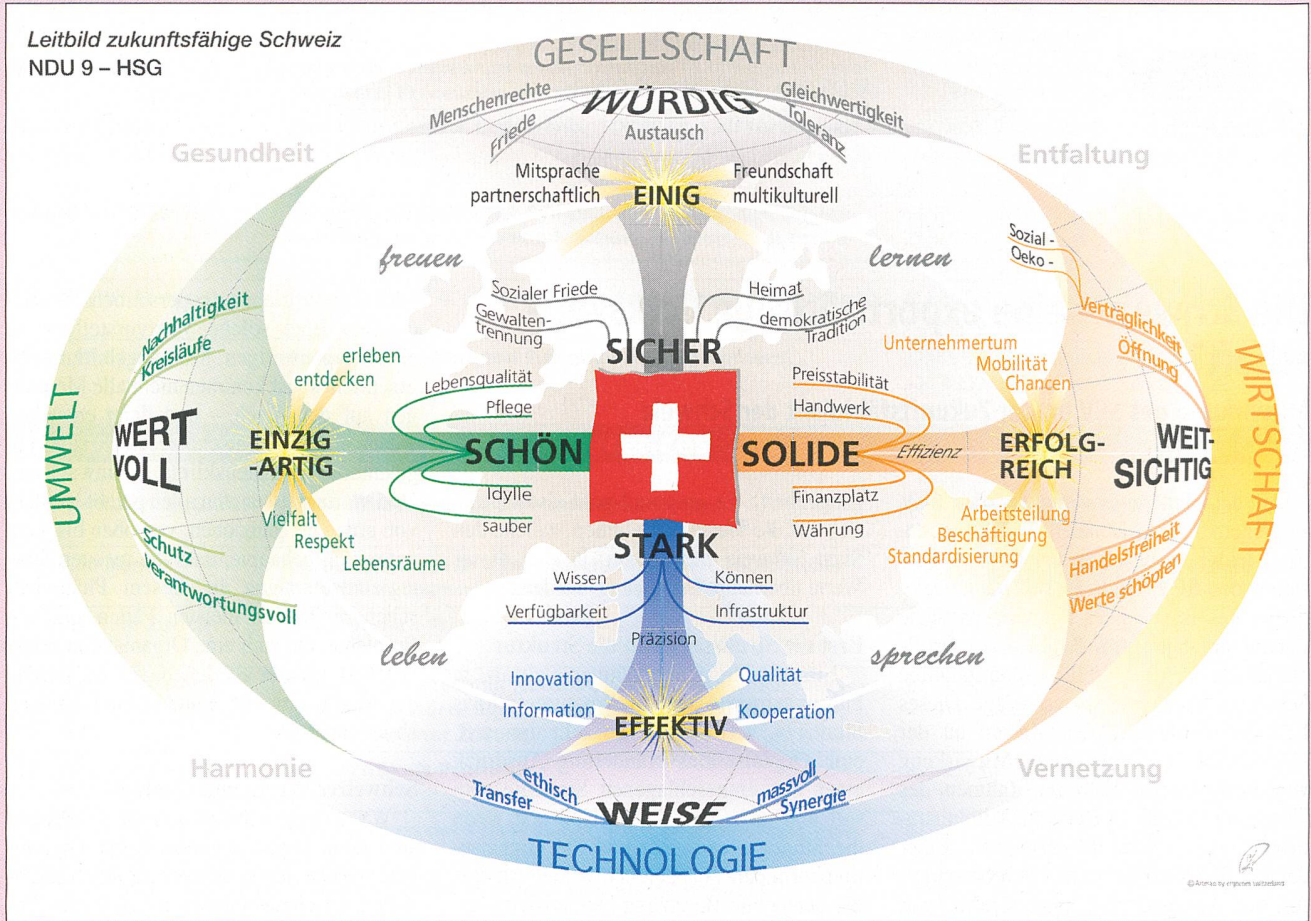 Leitbild zukunftsfähige Schweiz
NDU 9 – HSG
GESELLSCHAFT
Menschenrechte
Friede
WÜRDIG
Gleichwertigkeit
Toleranz
Austausch
Gesundheit
Entfaltung
Mitsprache
partnerschaftlich
EINIG
Freundschaft
multikulturell
freuen
lernen
Sozial -
Oeko -
Sozialer Friede
Gewalten-
trennung
Heimat
demokratische
Tradition
SICHER
Nachhaltigkeit
Kreisläufe
erleben
entdecken
Lebensqualität
Pflege
Preisstabilität
Handwerk
Unternehmertum
Mobilität
Chancen
Verträglichkeit
Öffnung
UMWELT
WERT
VOLL
EINZIG
-ARTIG
SCHÖN
SOLIDE
Effizienz
ERFOLG-
REICH
WEIT-
SICHTIG
WIRTSCHAFT
Idylle
sauber
Finanzplatz
Währung
Vielfalt
Respekt
Lebensräume
Arbeitsteilung
Beschäftigung
Standardisierung
Schutz
verantwortungsvoll
Handelsfreiheit
Werte schöpfen
STARK
Wissen
Können
Verfügbarkeit
Infrastruktur
Präzision
leben
sprechen
Innovation
Information
Qualität
Kooperation
EFFEKTIV
Harmonie
Vernetzung
Transfer
ethisch
WEISE
massvoll
Synergie
TECHNOLOGIE